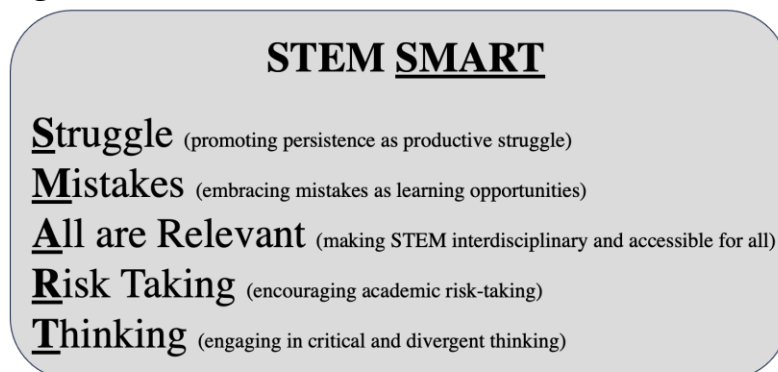 STEM SMART
Struggle (promoting persistence as productive struggle)
Mistakes (embracing mistakes as learning opportunities)
All are Relevant (making STEM interdisciplinary and accessible for all)
Risk Taking (encouraging academic risk-taking)
Thinking (engaging in critical and divergent thinking)